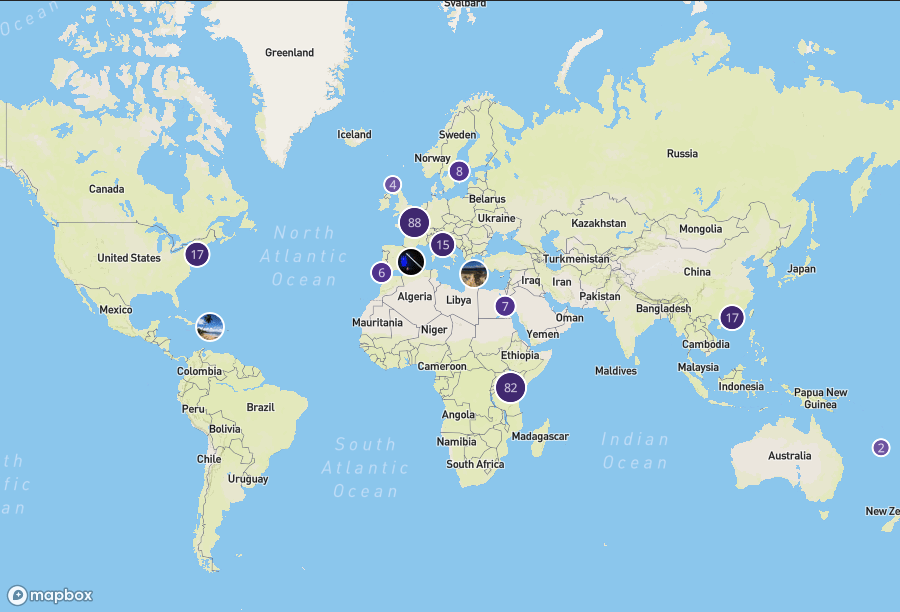 Svalbard
Ocean
Greenland
Iceland
Sweden
Norway
8
Russia
4
Canada
Belarus
88
Ukraine
Kazakhstan
Mongolia
North
Atlantic
Ocean
15
17
United States
Turkmenistan
China
Japan
6
Iraq
Iran
Algeria
Libya
Pakistan
7
Bangladesh
Mexico
17
Mauritania
Niger
Oman
Yemen
Cambodia
Ethiopia
Colombia
Cameroon
Maldives
Malaysia
82
Indonesia
Papua New
Guinea
Peru
Brazil
Angola
Bolivia
Madagascar
South
Atlantic
Ocean
Namibia
Indian
Ocean
2
Chile
Australia
South Africa
Uruguay
th
fic
an
New Ze
mapbox